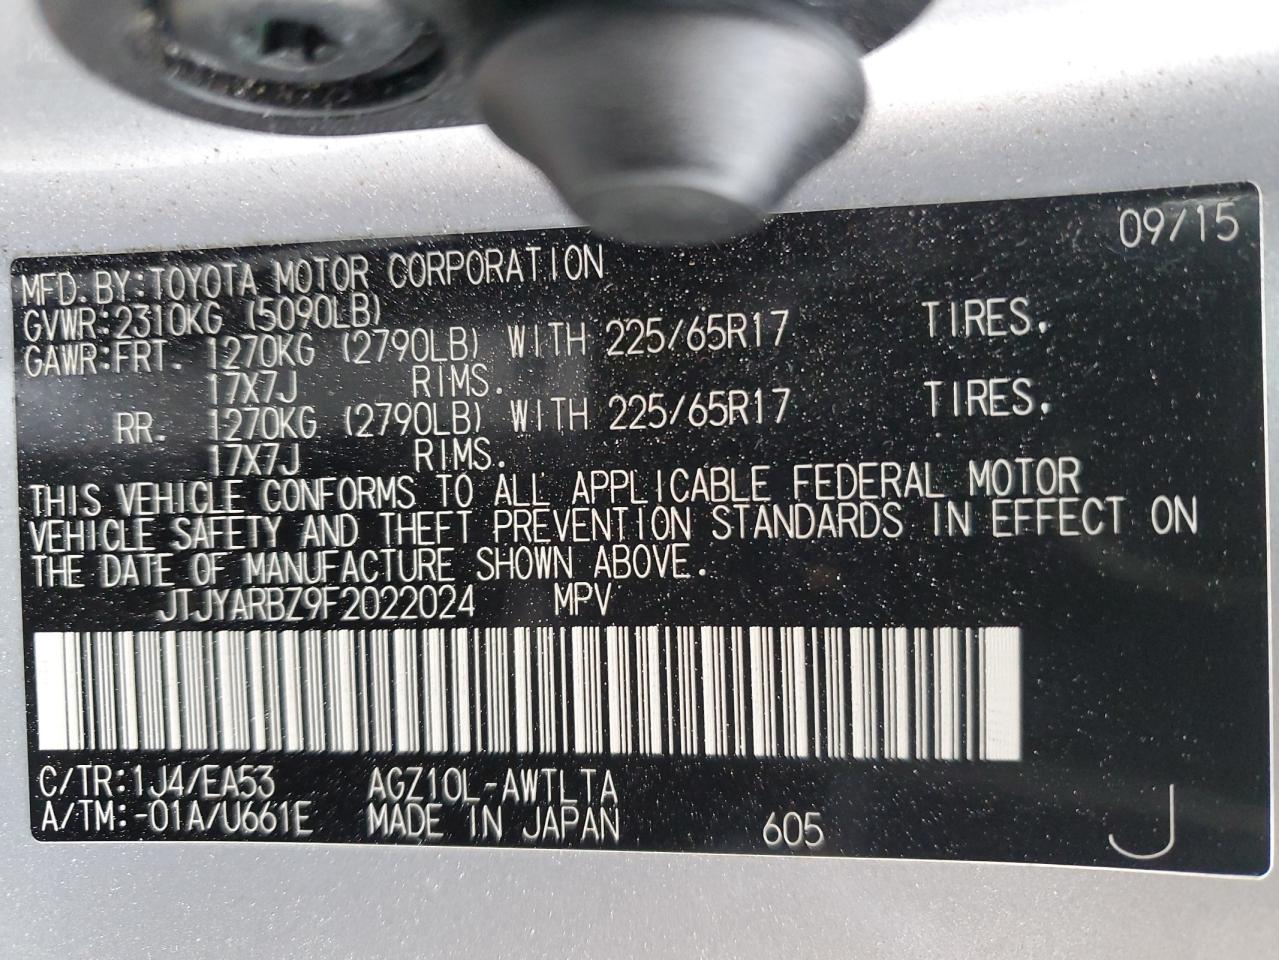 09/15
MFD. BY:TOYOTA MOTOR CORPORATION
GVWR:2310KG (5090LB)
GAWR:FRT. 1270KG (2790LB) WITH 225/65R17 TIRES.
17X7J RIMS.
RR. 1270KG (2790LB) WITH 225/65R17 TIRES.
17X7J RIMS.
THIS VEHICLE CONFORMS TO ALL APPLICABLE FEDERAL MOTOR
VEHICLE SAFETY AND THEFT PREVENTION STANDARDS IN EFFECT ON
THE DATE OF MANUFACTURE SHOWN ABOVE.
JTJYARBZ9F2022024 MPV
C/TR:1J4/EA53 AGZ10L-AWTLTA
A/TM:-01A/U661E MADE IN JAPAN 605 J